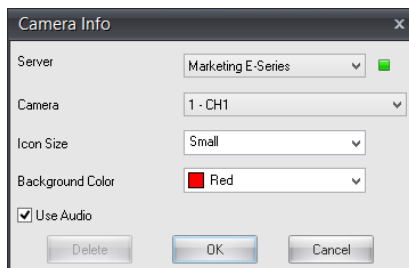 Camera Info x
Server Marketing E-Series
Camera 1 - CH1
Icon Size Small
Background Color Red
Use Audio
Delete OK Cancel